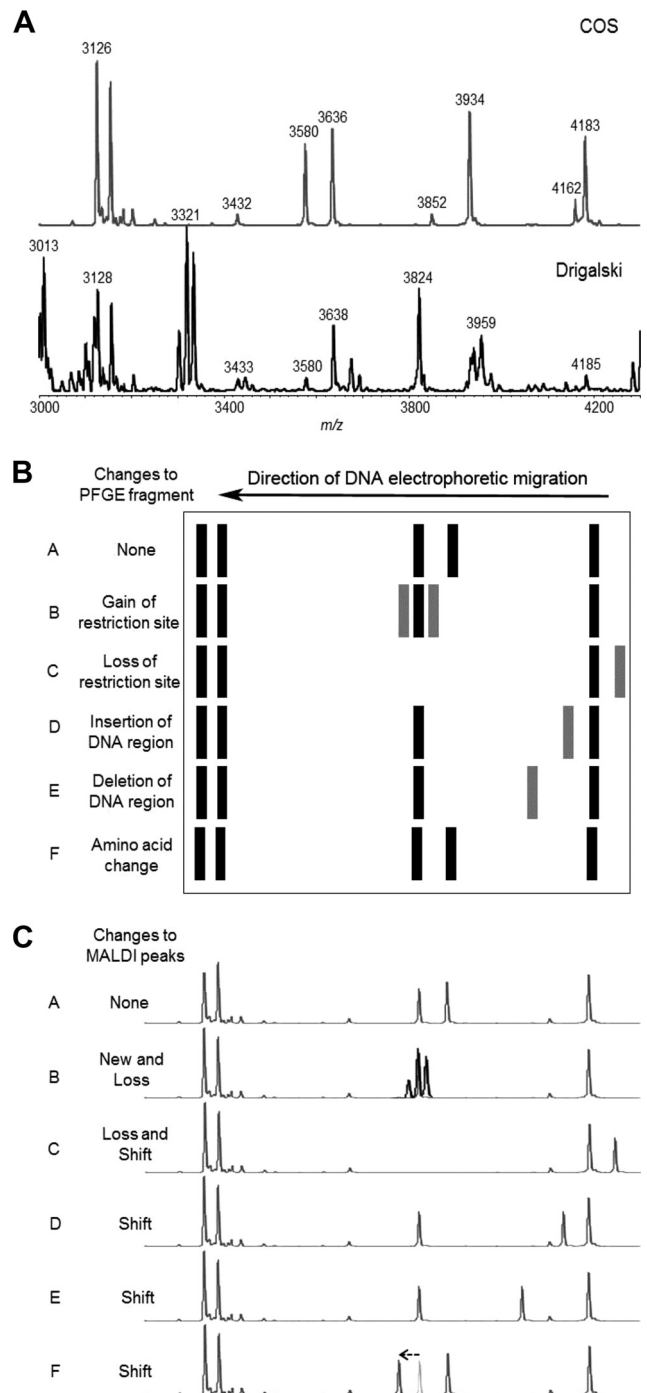 A
COS
3126
3934
3636
3580
4183
4162
3432
3852
3321
3013
Drigalski
3128
3824
3638
3959
3433
3580
4185
3000
3400
3800
4200
m/z
B
Changes to
PFGE fragment
Direction of DNA electrophoretic migration
A
None
B
Gain of
restriction site
C
Loss of
restriction site
D
Insertion of
DNA region
E
Deletion of
DNA region
F
Amino acid
change
C
Changes to
MALDI peaks
A
None
B
New and
Loss
C
Loss and
Shift
D
Shift
E
Shift
F
Shift